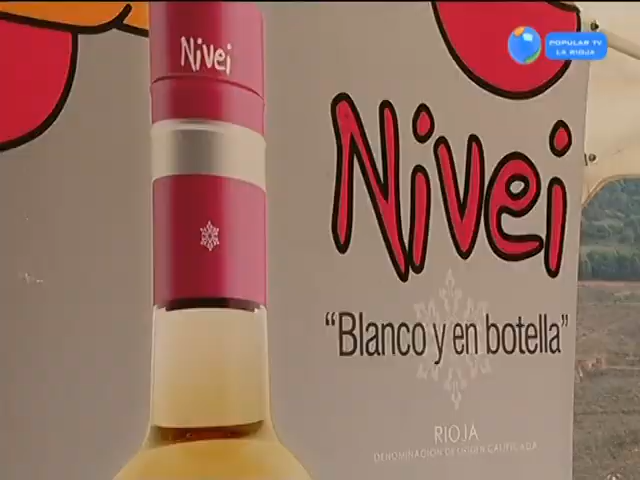 Nivei
POPULAR TV
LA RIOJA
Nivei
“Blanco y en botella”
RIOJA
DENOMINACIÓN DE ORIGEN CALIFICADA